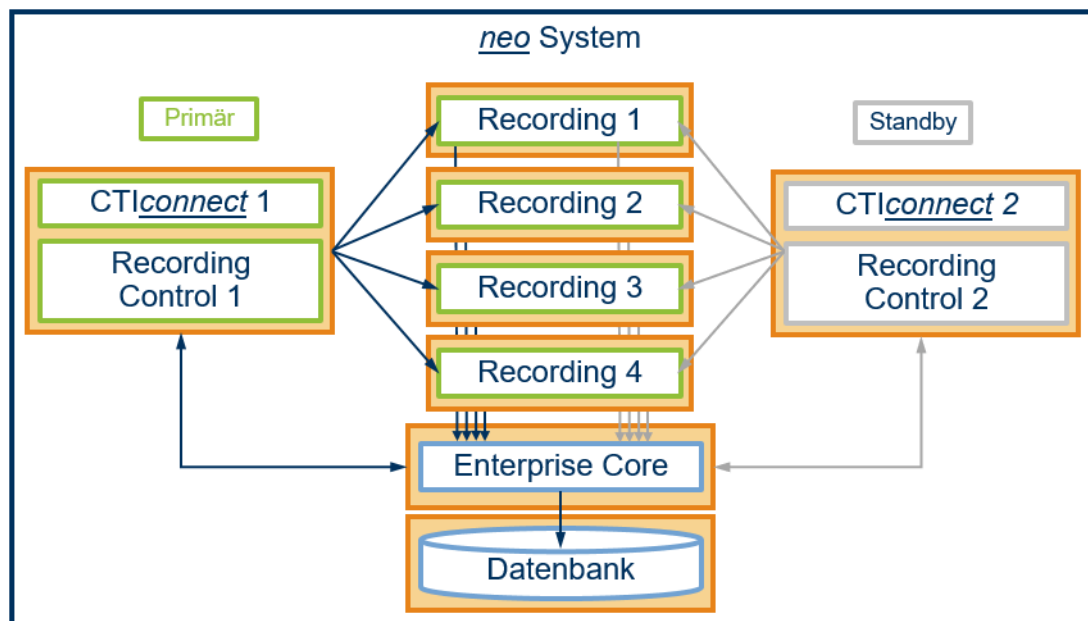 neo System
Primär
Standby
CTIconnect 1
Recording
Control 1
Recording 1
Recording 2
Recording 3
Recording 4
CTIconnect 2
Recording
Control 2
Enterprise Core
Datenbank